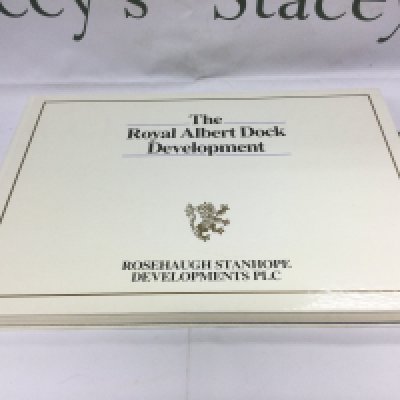 cey's Stacey
The
Royal Albert Dock
Development
ROSEHAUGH STANHOPE
DEVELOPMENTS PLC